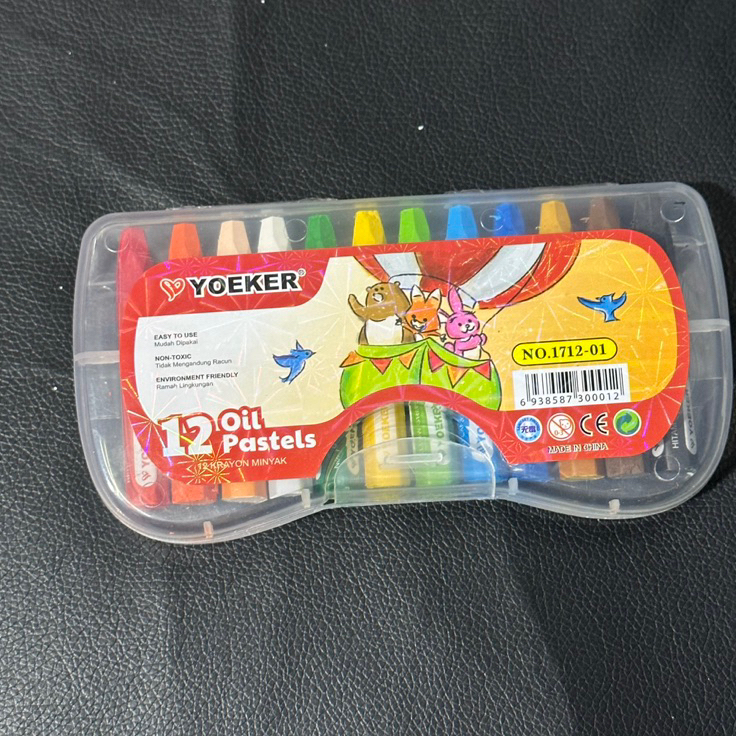 YOEKER®
EASY TO USE
Mudah Dipakai
NON-TOXIC
Tidak Mengandung Racun
ENVIRONMENT FRIENDLY
Ramah Lingkungan
12 Oil
Pastels
12 KRAYON MINYAK
NO.1712-01
6 938587 300012
CE
MADE IN CHINA